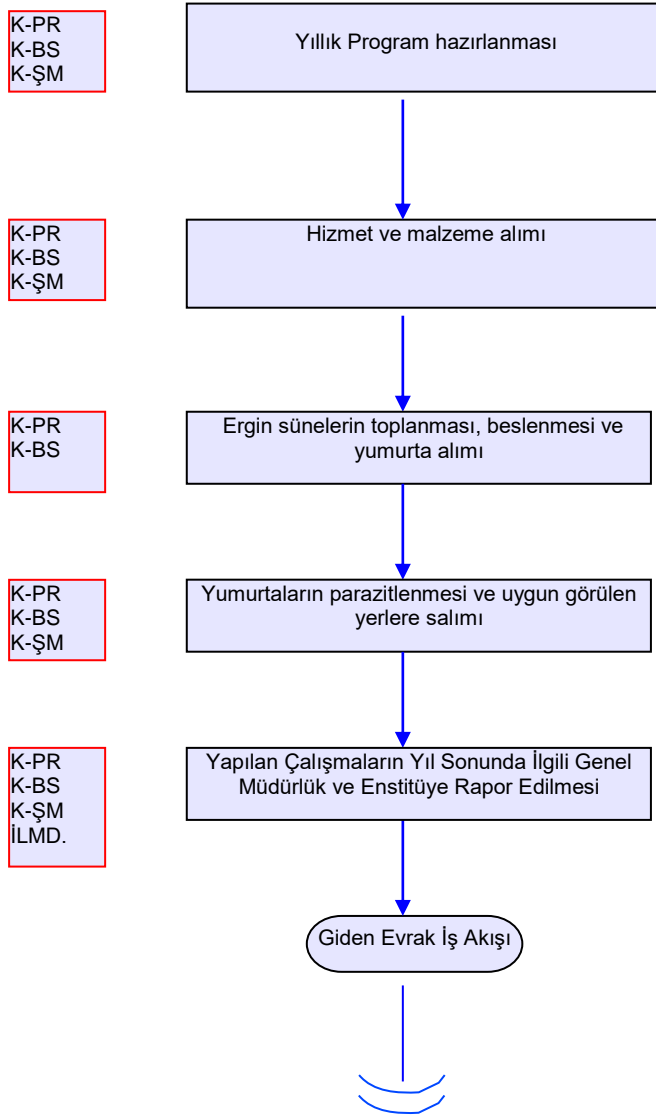 K-PR
K-BS
K-ŞM
Yıllık Program hazırlanması
K-PR
K-BS
K-ŞM
Hizmet ve malzeme alımı
K-PR
K-BS
Ergin sünelerin toplanması, beslenmesi ve
yumurta alımı
K-PR
K-BS
K-ŞM
Yumurtaların parazitlenmesi ve uygun görülen
yerlere salımı
K-PR
K-BS
K-ŞM
İLMD.
Yapılan Çalışmaların Yıl Sonunda İlgili Genel
Müdürlük ve Enstitüye Rapor Edilmesi
Giden Evrak İş Akışı